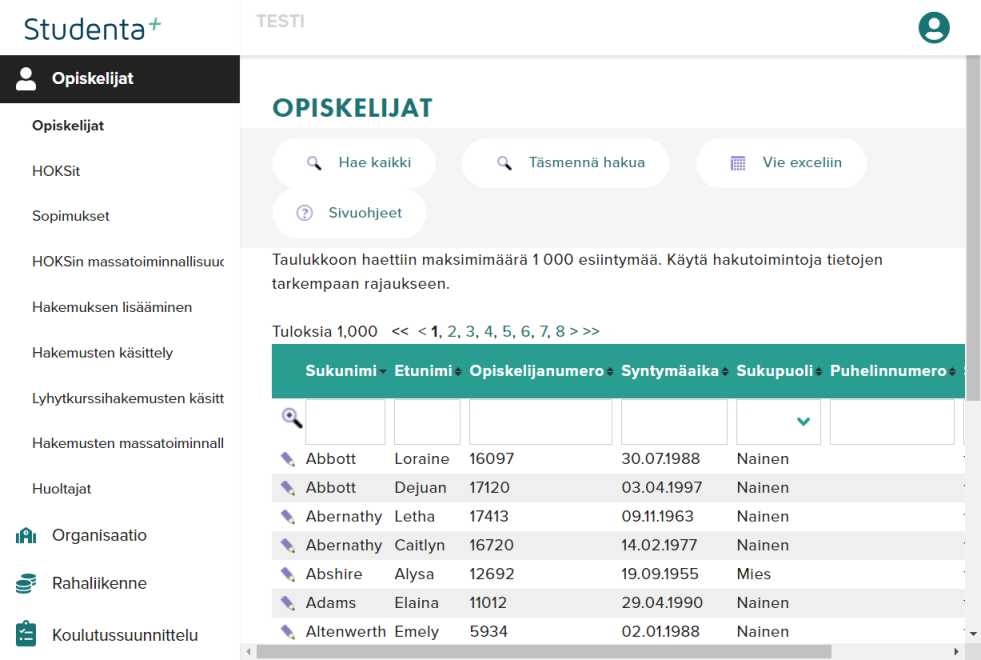 Studenta+
TESTI
Opiskelijat
Opiskelijat
HOKSit
Sopimukset
HOKSin massatoiminnallisuuc
Hakemuksen lisääminen
Hakemusten käsittely
Lyhytkurssihakemusten käsitt
Hakemusten massatoiminnall
Huoltajat
Organisaatio
Rahaliikenne
Koulutussuunnittelu
OPISKELIJAT
Hae kaikki
Täsmennä hakua
Vie exceliin
? Sivuohjeet
Taulukkoon haettiin maksimimäärä 1 000 esiintymää. Käytä hakutoimintoja tietojen
tarkempaan rajaukseen.
Tuloksia 1,000 << < 1, 2, 3, 4, 5, 6, 7, 8 > >>
Sukunimi Etunimi Opiskelijanumero Syntymäaika Sukupuoli Puhelinnumero
Abbott Loraine 16097 30.07.1988 Nainen
Abbott Dejuan 17120 03.04.1997 Nainen
Abernathy Letha 17413 09.11.1963 Nainen
Abernathy Caitlyn 16720 14.02.1977 Nainen
Abshire Alysa 12692 19.09.1955 Mies
Adams Elaina 11012 29.04.1990 Nainen
Altenwerth Emely 5934 02.01.1988 Nainen